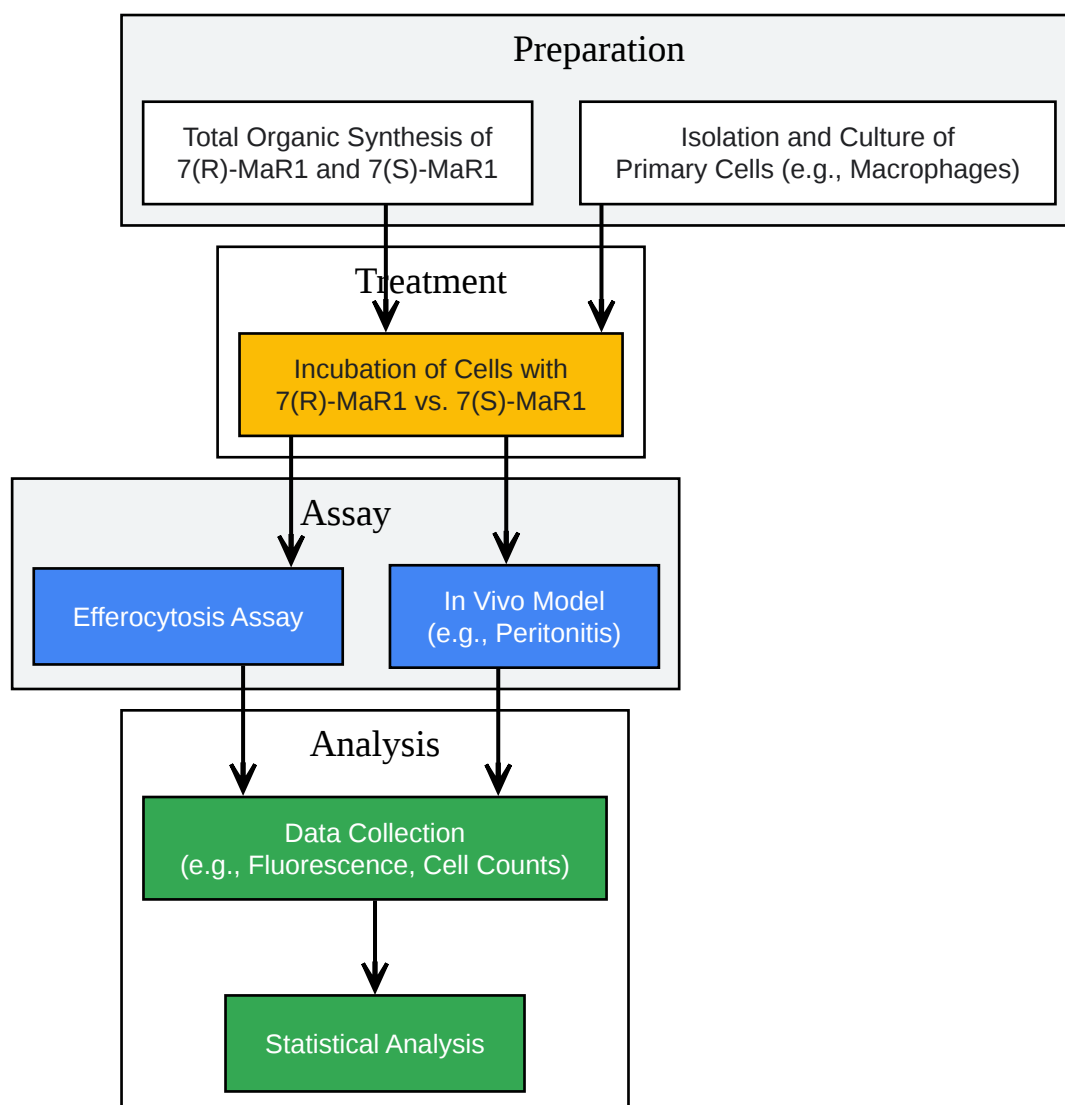 Preparation
Total Organic Synthesis of
7(R)-MaR1 and 7(S)-MaR1
Isolation and Culture of
Primary Cells (e.g., Macrophages)
Treatment
Incubation of Cells with
7(R)-MaR1 vs. 7(S)-MaR1
Assay
Efferocytosis Assay
In Vivo Model
(e.g., Peritonitis)
Analysis
Data Collection
(e.g., Fluorescence, Cell Counts)
Statistical Analysis